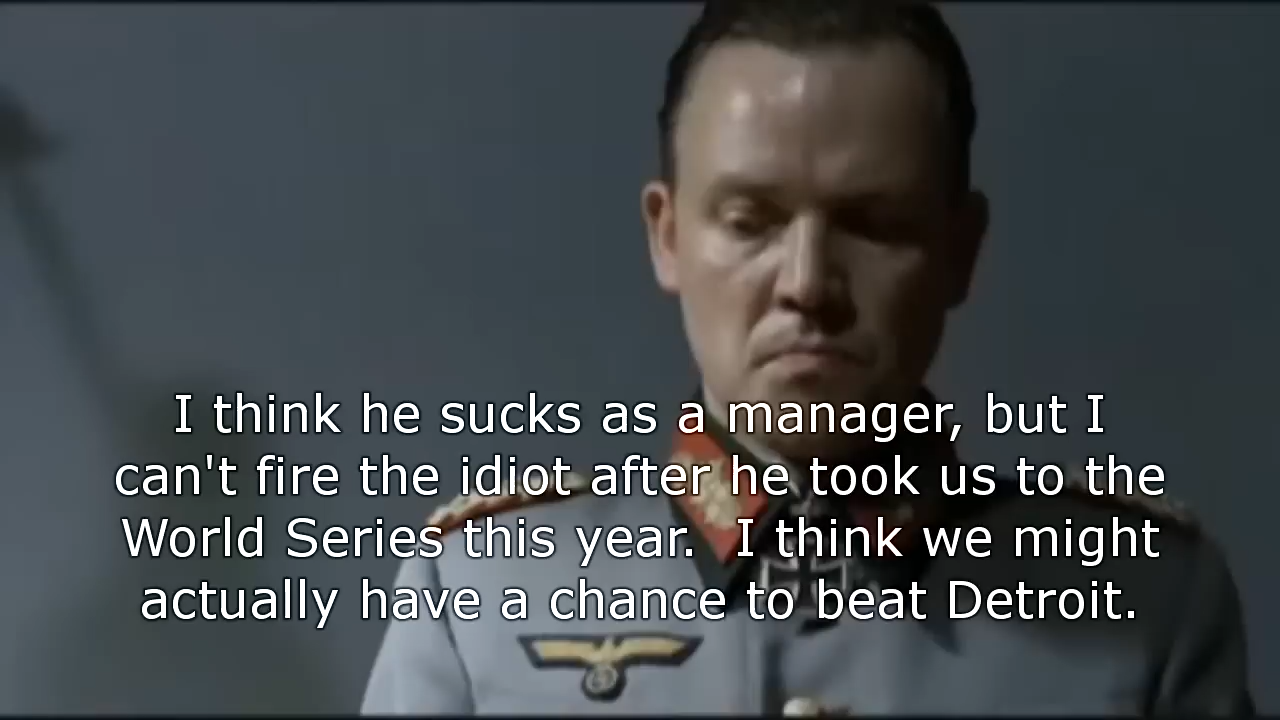 I think he sucks as a manager, but I
can't fire the idiot after he took us to the
World Series this year.  I think we might
actually have a chance to beat Detroit.